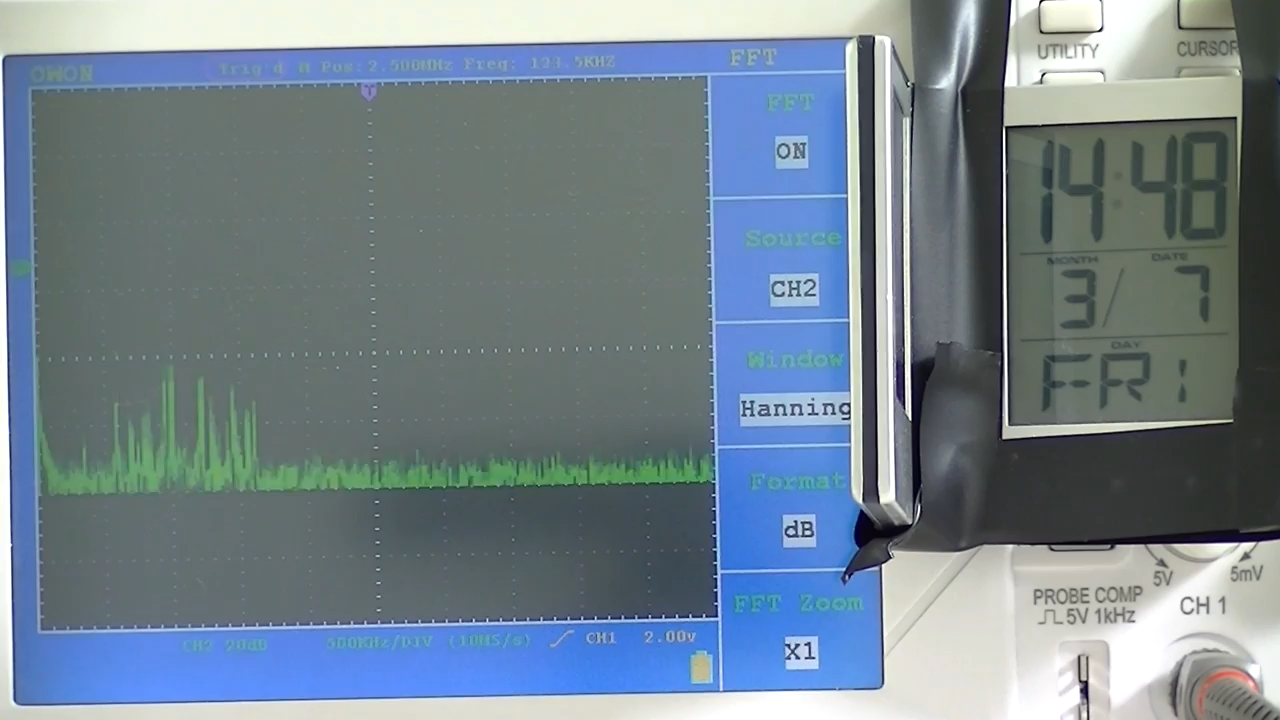 OWON Trig'd M Pos: 2.500MHz Freq: 123.5KHZ FFT
T
FFT
ON
Source
CH2
Window
Hanning
Format
dB
FFT Zoom
X1
CH2 20dB 500KHz/DIV (10MS/s) CH1 2.00v
UTILITY CURSOR
14:48
MONTH DATE
3/ 7
DAY
FRI
5V 5mV
PROBE COMP
5V 1kHz
CH 1